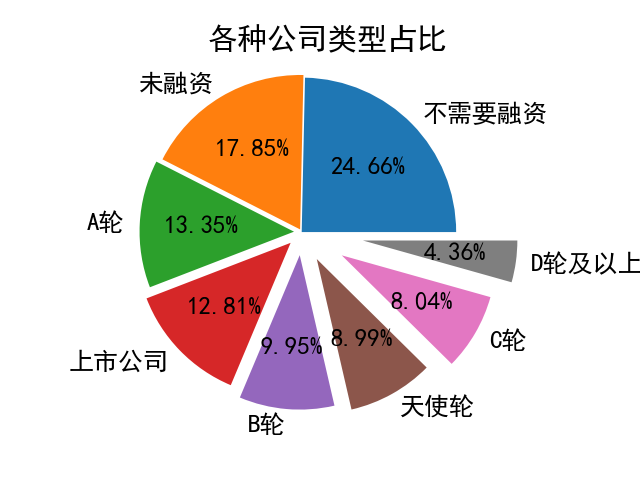 各种公司类型占比
不需要融资
24.66%
未融资
17.85%
A轮
13.35%
上市公司
12.81%
B轮
9.95%
天使轮
8.99%
C轮
8.04%
D轮及以上
4.36%